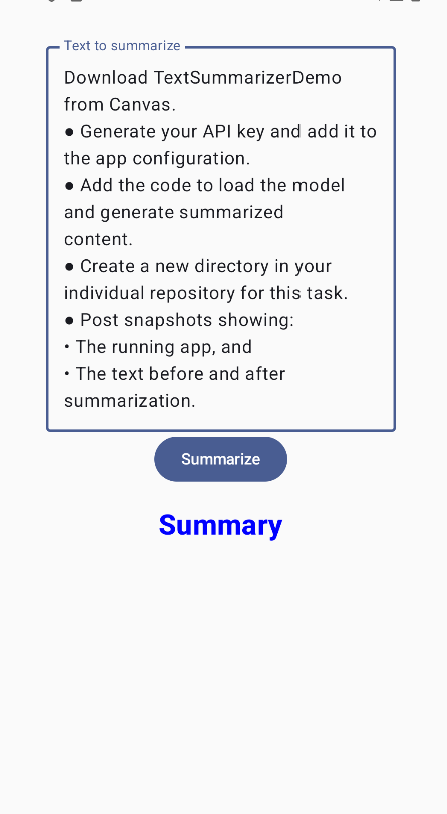 Text to summarize
Download TextSummarizerDemo
from Canvas.
● Generate your API key and add it to
the app configuration.
● Add the code to load the model
and generate summarized
content.
● Create a new directory in your
individual repository for this task.
● Post snapshots showing:
• The running app, and
• The text before and after
summarization.
Summarize
Summary